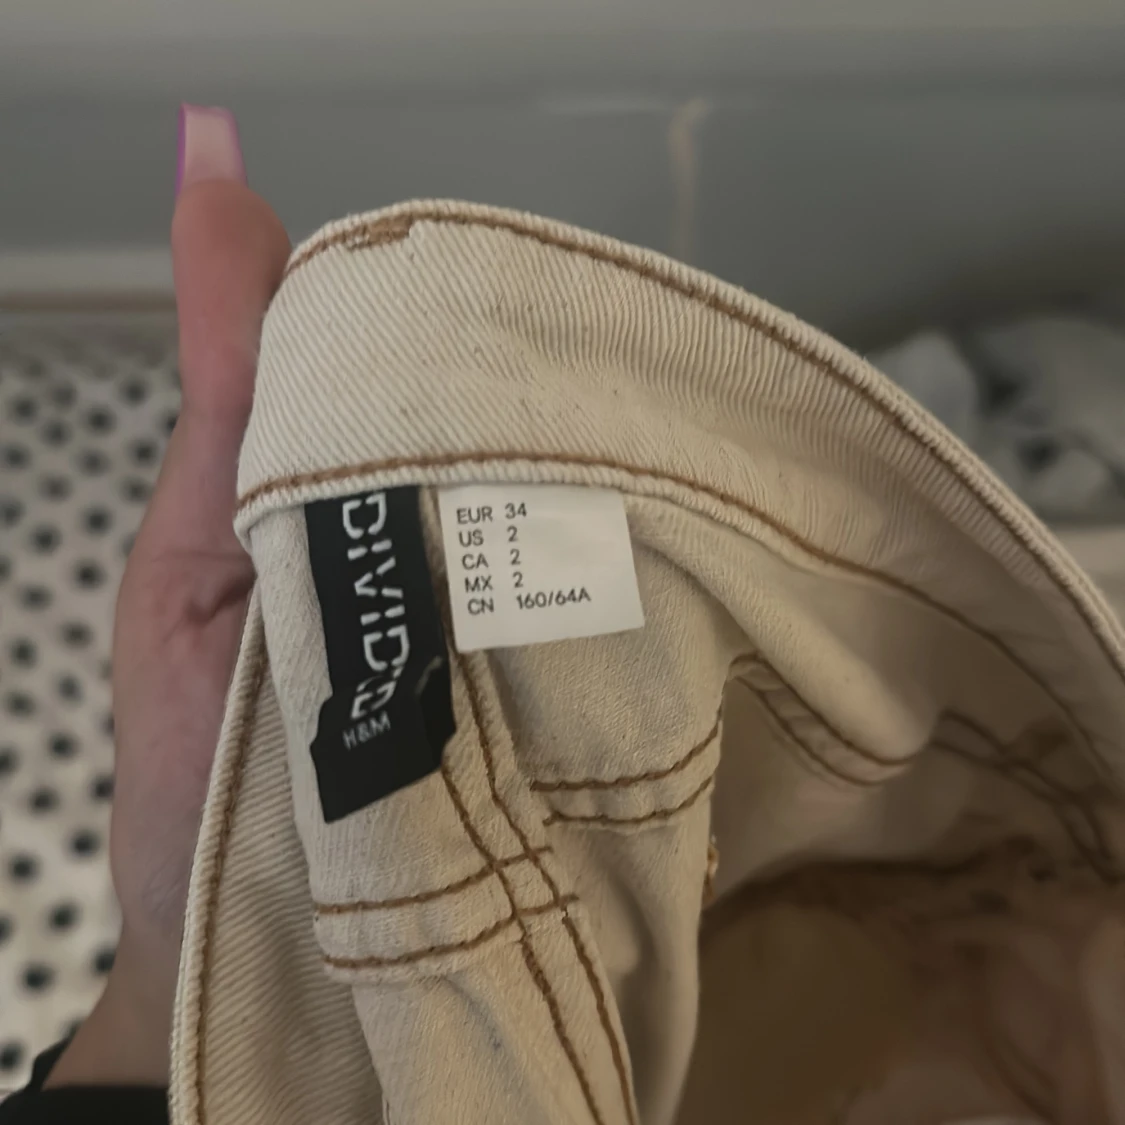 DIVIDED
H&M
EUR 34
US 2
CA 2
MX 2
CN 160/64A